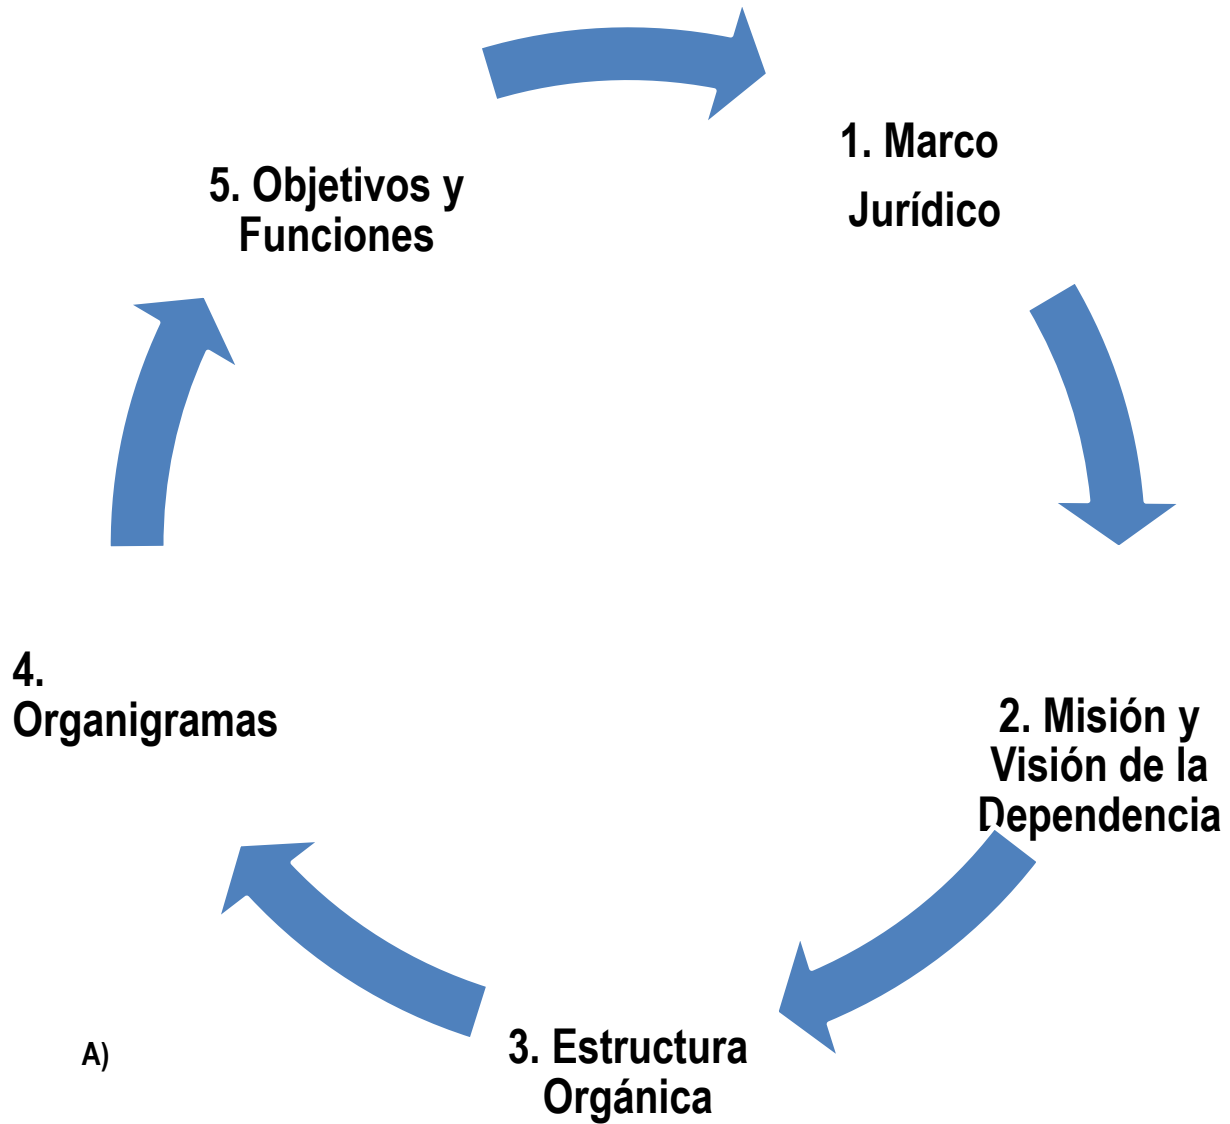 1. Marco
Jurídico
2. Misión y
Visión de la
Dependencia
3. Estructura
Orgánica
4.
Organigramas
5. Objetivos y
Funciones
A)